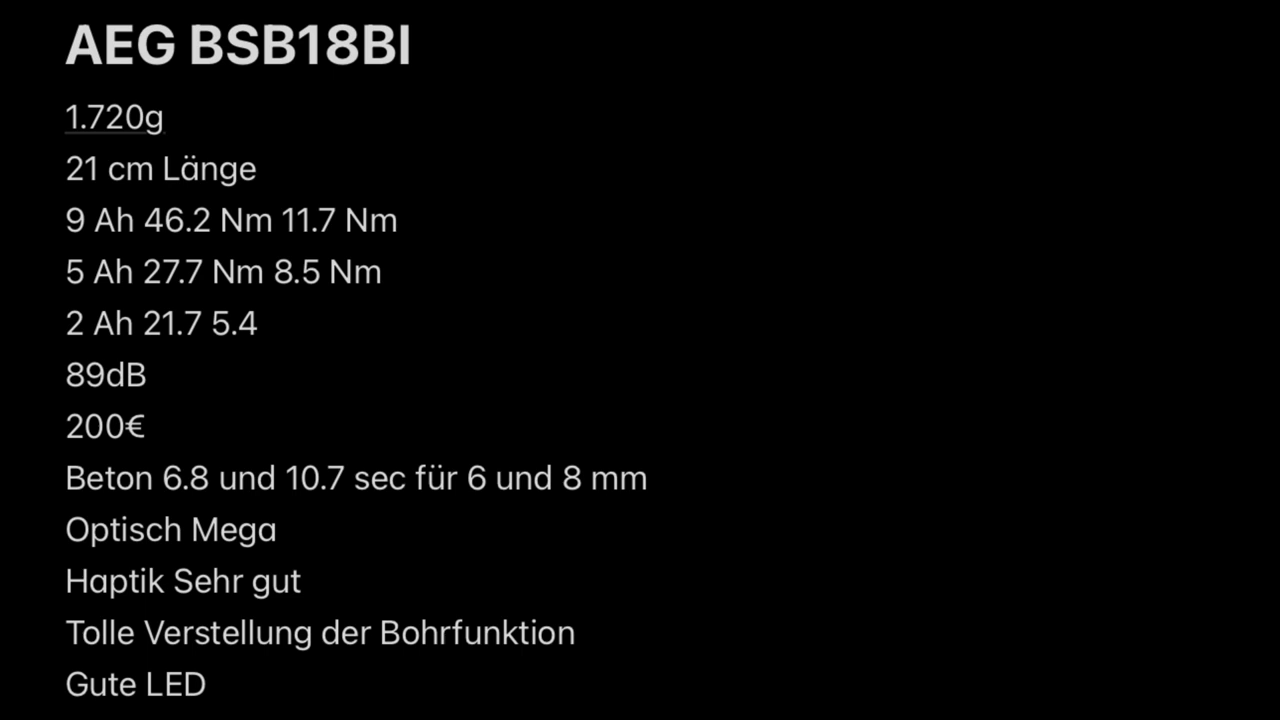 AEG BSB18BI
1.720g
21 cm Länge
9 Ah 46.2 Nm 11.7 Nm
5 Ah 27.7 Nm 8.5 Nm
2 Ah 21.7 5.4
89dB
200€
Beton 6.8 und 10.7 sec für 6 und 8 mm
Optisch Mega
Haptik Sehr gut
Tolle Verstellung der Bohrfunktion
Gute LED